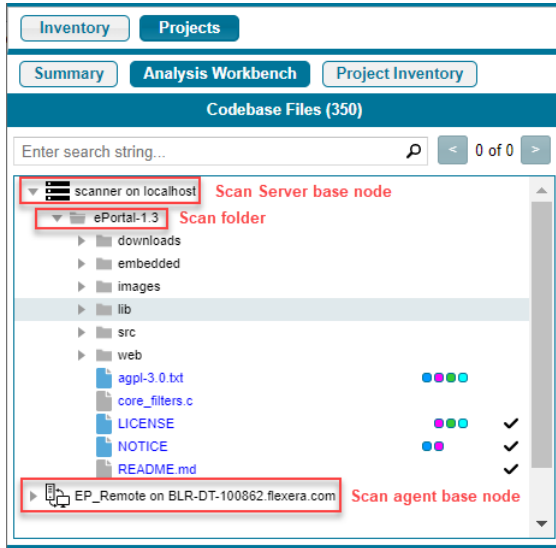 Inventory Projects
Summary Analysis Workbench Project Inventory
Codebase Files (350)
Enter search string... < 0 of 0 >
scanner on localhost Scan Server base node
ePortal-1.3 Scan folder
downloads
embedded
images
lib
src
web
agpl-3.0.txt
core_filters.c
LICENSE
NOTICE
README.md
EP_Remote on BLR-DT-100862.flexera.com Scan agent base node